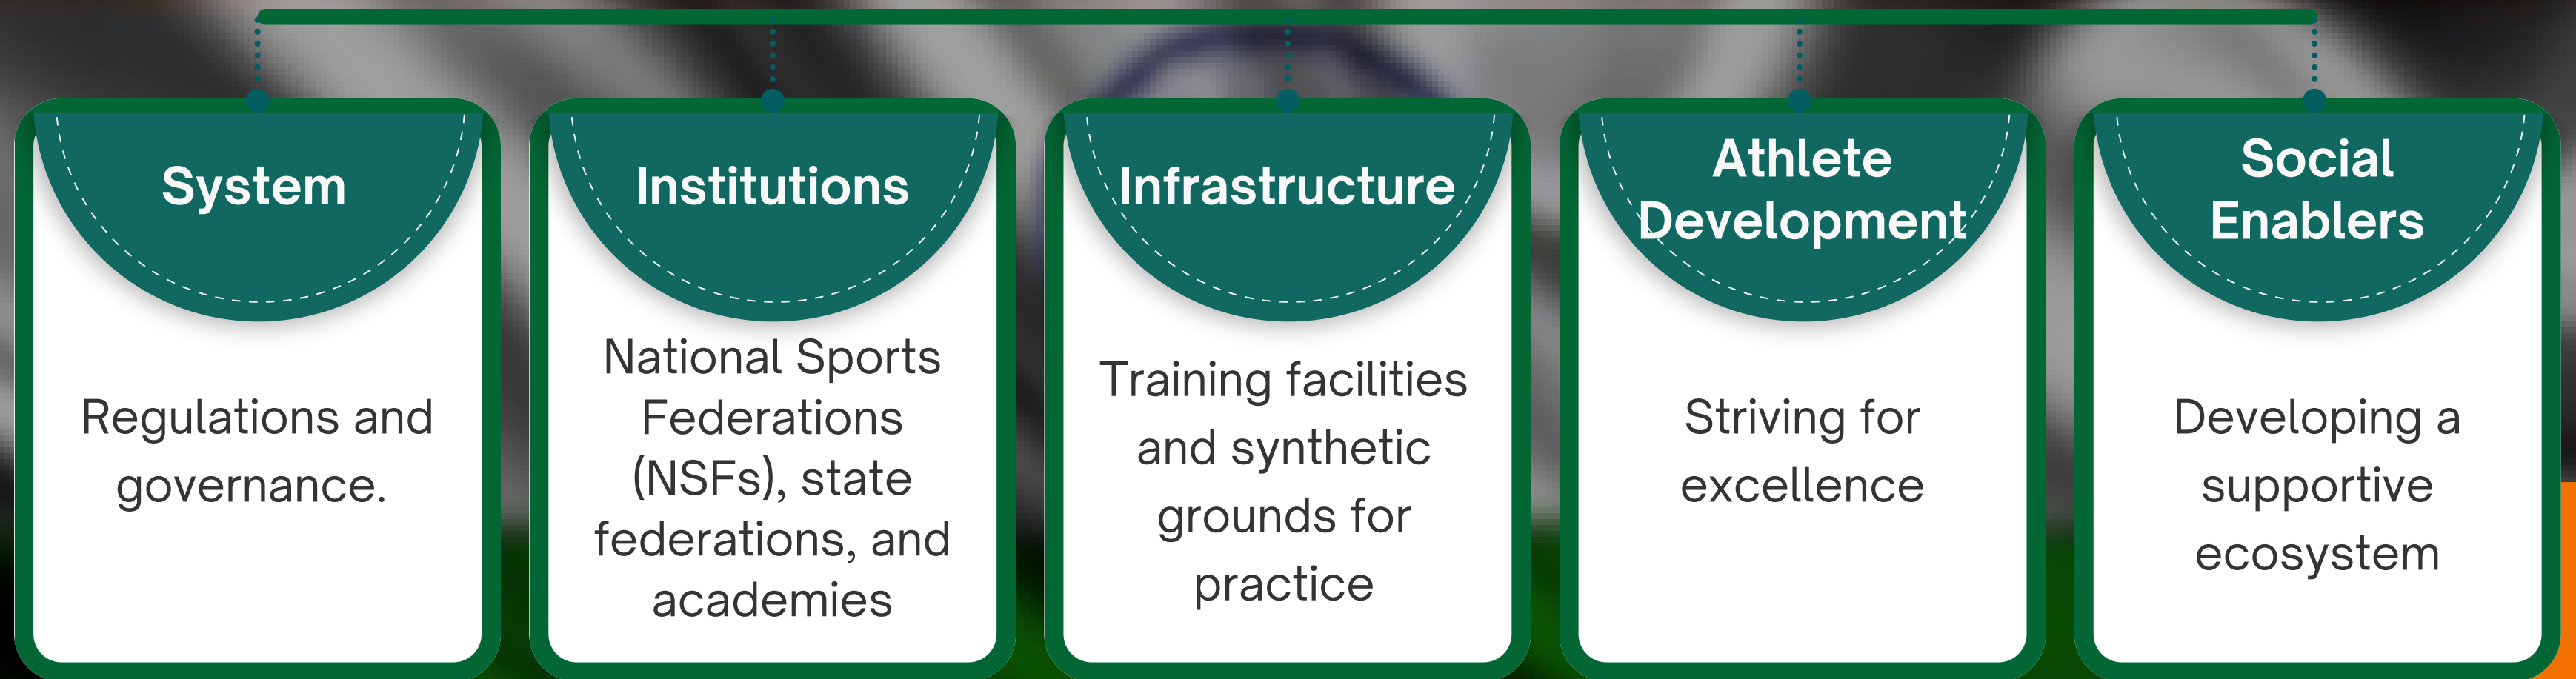 System
Regulations and
governance.
Institutions
National Sports
Federations
(NSFs), state
federations, and
academies
Infrastructure
Training facilities
and synthetic
grounds for
practice
Athlete
Development
Striving for
excellence
Social
Enablers
Developing a
supportive
ecosystem